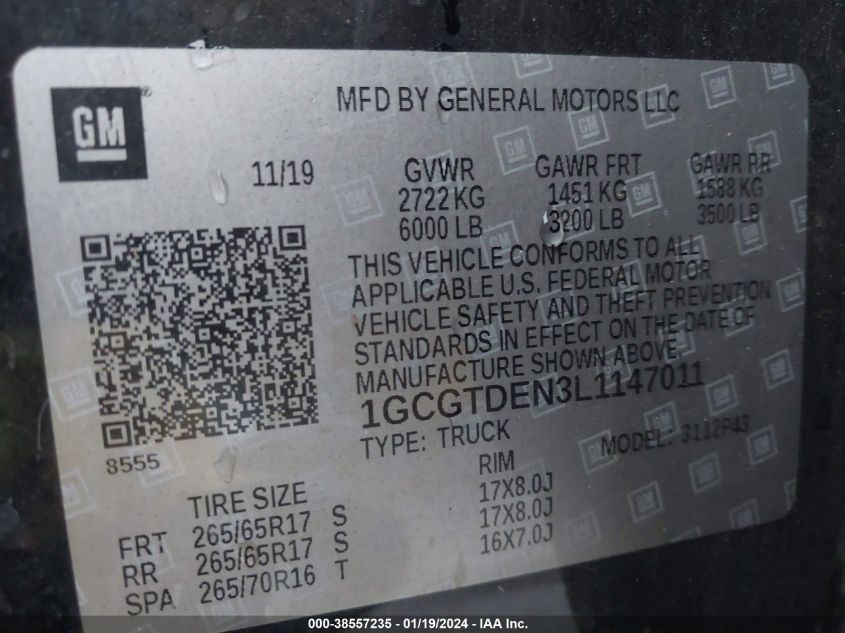 GM
MFD BY GENERAL MOTORS LLC
11/19
GVWR GAWR FRT GAWR RR
2722 KG 1451 KG 1588 KG
6000 LB 3200 LB 3500 LB
THIS VEHICLE CONFORMS TO ALL
APPLICABLE U.S. FEDERAL MOTOR
VEHICLE SAFETY AND THEFT PREVENTION
STANDARDS IN EFFECT ON THE DATE OF
MANUFACTURE SHOWN ABOVE.
1GCGTDEN3L1147011
8555
TYPE: TRUCK MODEL:
TIRE SIZE RIM
FRT 265/65R17 S 17X8.0J
RR 265/65R17 S 17X8.0J
SPA 265/70R16 T 16X7.0J
000-38557235 - 01/19/2024 - IAA Inc.